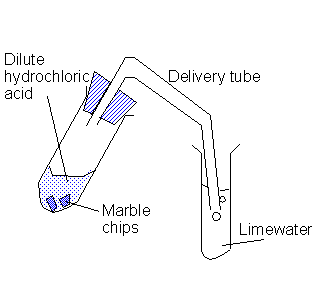 Dilute
hydrochloric
acid
Delivery tube
Marble
chips
Limewater